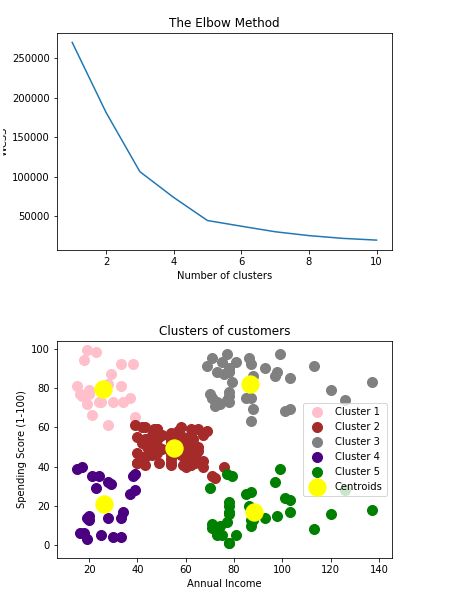 The Elbow Method
250000
200000
150000
100000
50000
2 4 6 8 10
Number of clusters
Clusters of customers
Spending Score (1-100)
100
80
60
40
20
0
Cluster 1
Cluster 2
Cluster 3
Cluster 4
Cluster 5
Centroids
20 40 60 80 100 120 140
Annual Income